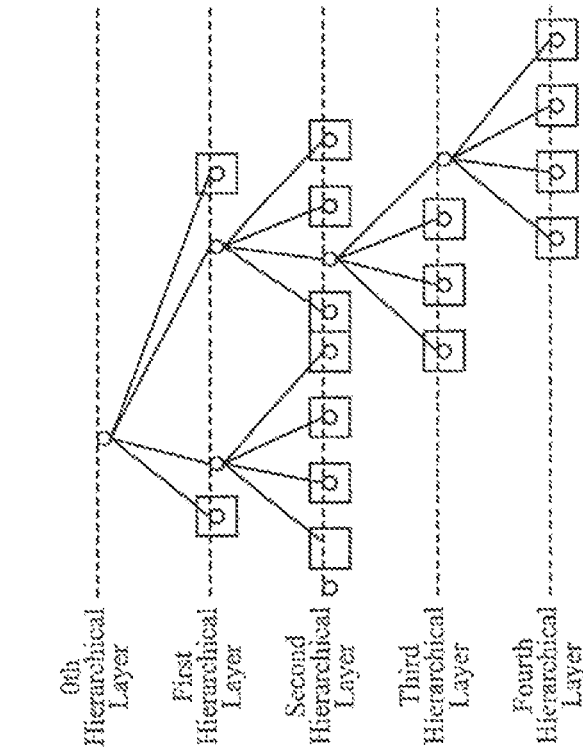 0th
Hierarchical
Layer
First
Hierarchical
Layer
Second
Hierarchical
Layer
Third
Hierarchical
Layer
Fourth
Hierarchical
Layer